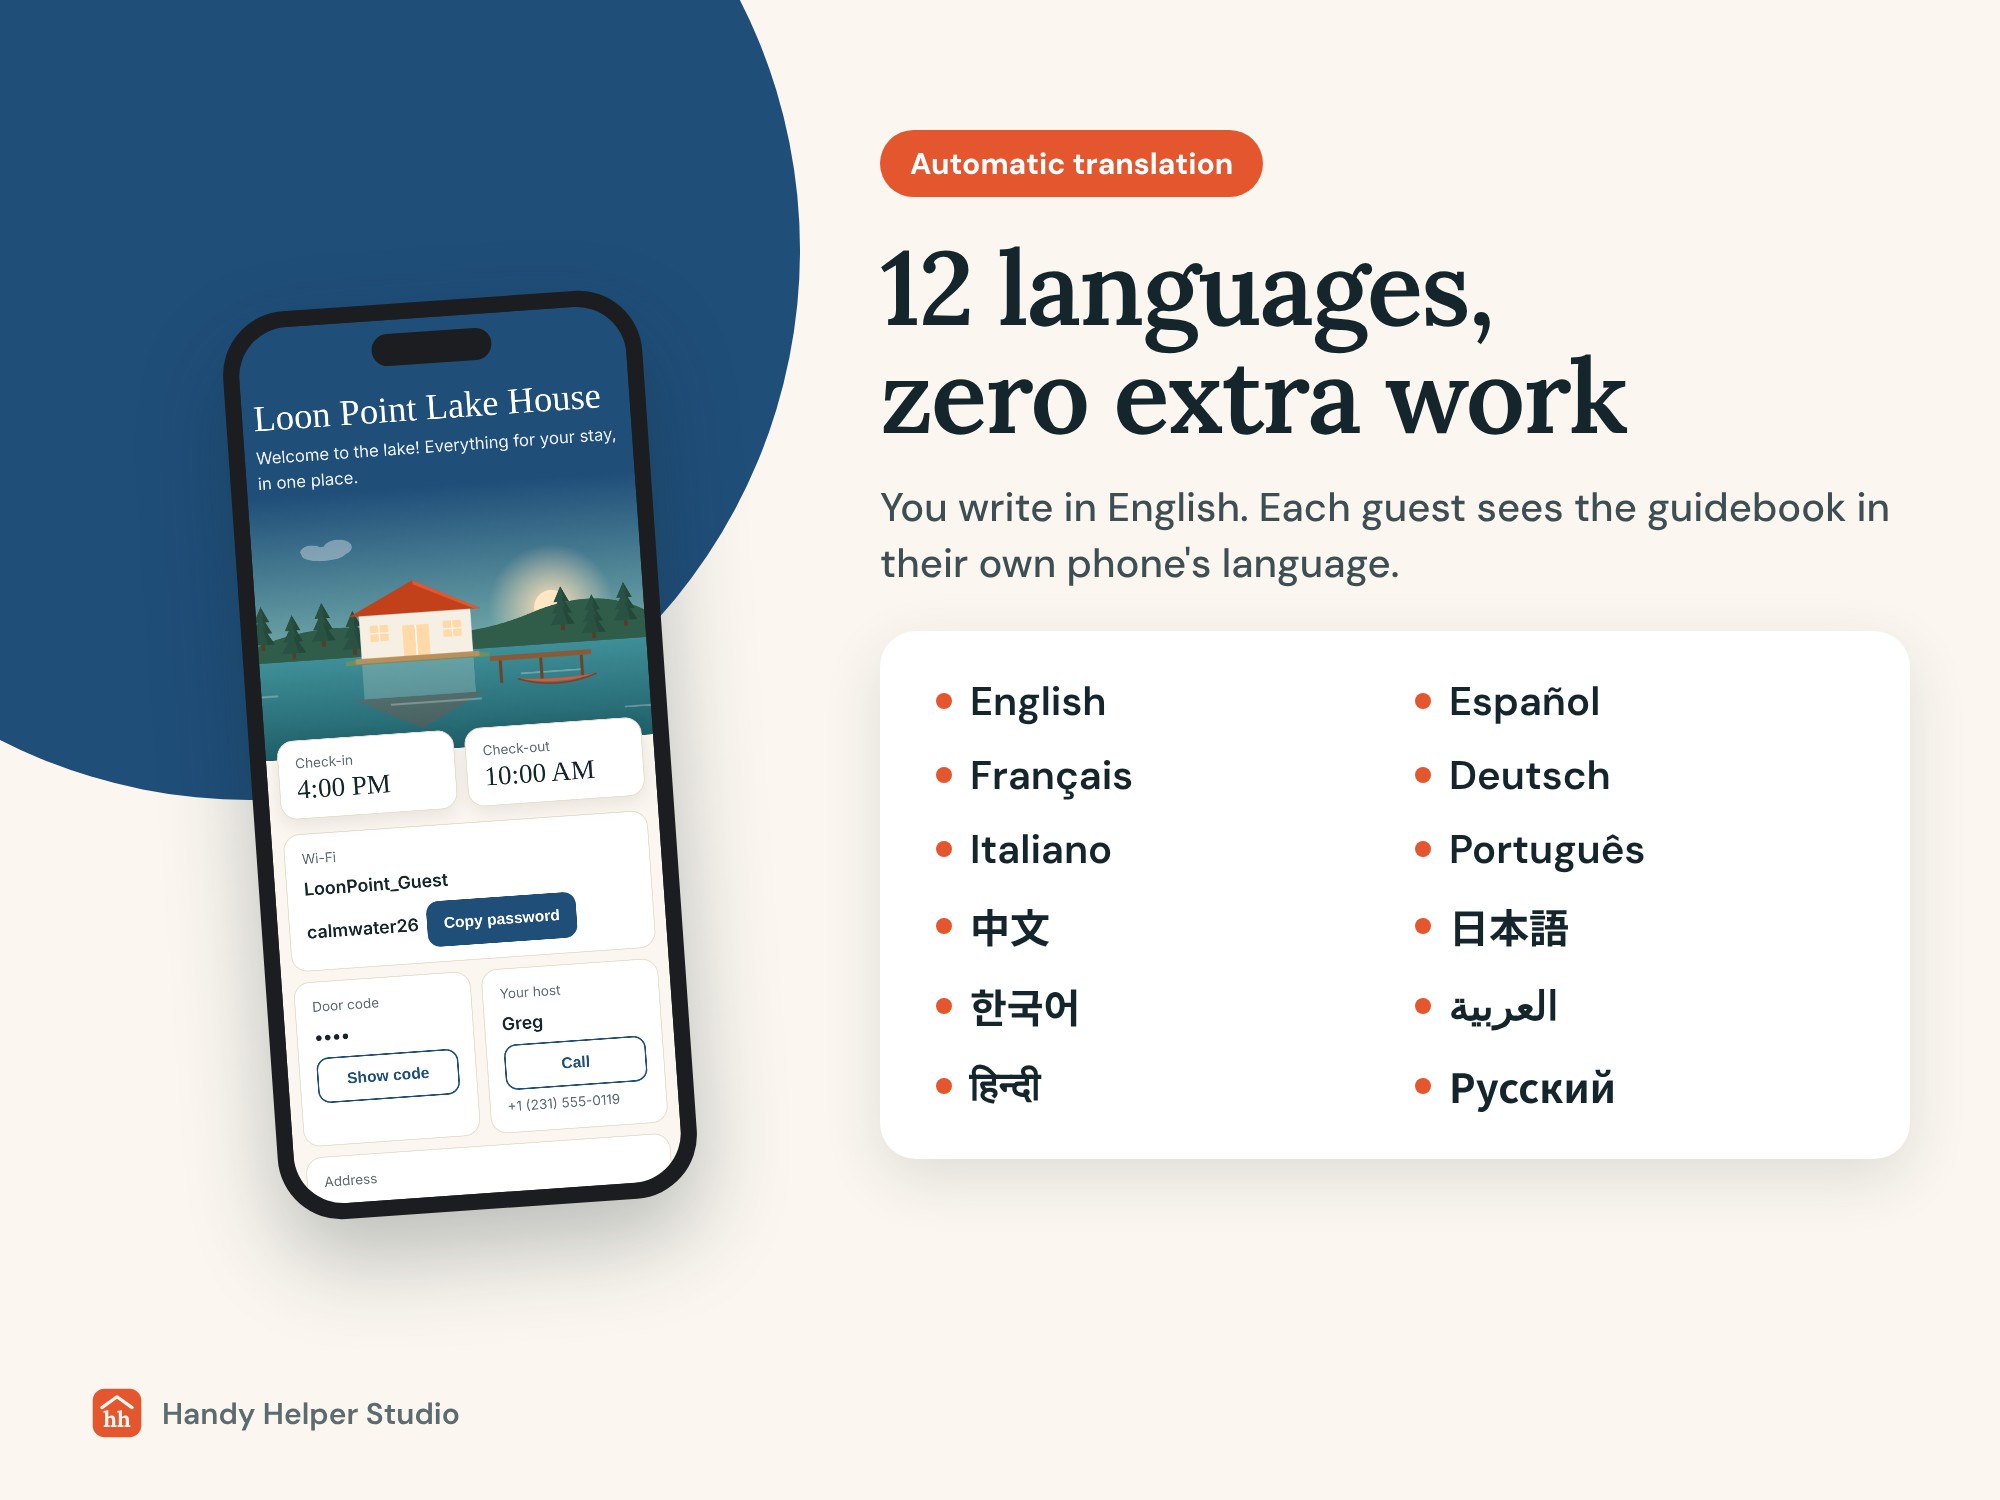 Automatic translation
12 languages,
zero extra work
You write in English. Each guest sees the guidebook in
their own phone's language.
English
Español
Français
Deutsch
Italiano
Português
中文
日本語
한국어
العربية
हिन्दी
Русский
Loon Point Lake House
Welcome to the lake! Everything for your stay,
in one place.
Check-in
4:00 PM
Check-out
10:00 AM
Wi-Fi
LoonPoint_Guest
calmwater26
Copy password
Door code
••••
Show code
Your host
Greg
Call
+1 (231) 555-0119
Address
hh
Handy Helper Studio